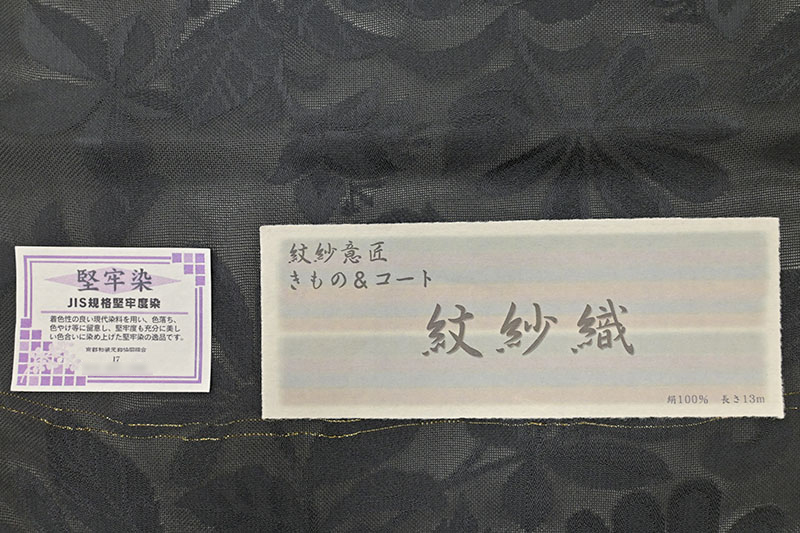 堅牢染
JIS規格堅牢度染
着色性の良い現代染料を用い、色落ち、
色やけ等に留意し、堅牢度も充分に美し
い色合いに染め上げた堅牢染の逸品です。
17
紋紗意匠
きもの&コート
紋紗織
絹100% 長さ13m